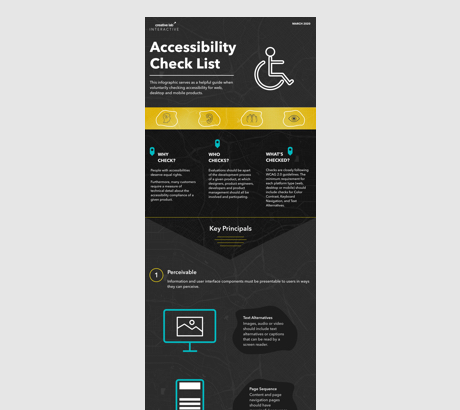 creative lab
INTERACTIVE
MARCH 2020
Accessibility
Check List
This infographic serves as a helpful guide when
voluntarily checking accessibility for web,
desktop and mobile products.
WHY
CHECK?
People with accessibilities
deserve equal rights.
Furthermore, many customers
require a measure of
technical detail about the
accessibility compliance of a
given product.
WHO
CHECKS?
Evaluations should be apart
of the development process
of a given product, in which
designers, product engineers,
developers and product
management should all be
involved and participating.
WHAT'S
CHECKED?
Checks are closely following
WCAG 2.0 guidelines. The
common requirement for
each platform type (web,
desktop or mobile) should
include checks for Color
Contrast, Keyboard
Navigation, and Text
Alternatives.
Key Principals
1
Perceivable
Information and user interface components must be presentable to users in ways
they can perceive.
Text Alternatives
Images, audio or video
should include text
alternatives or captions
that can be read by a
screen reader.
Page Sequence
Content and page
navigation pages
should have